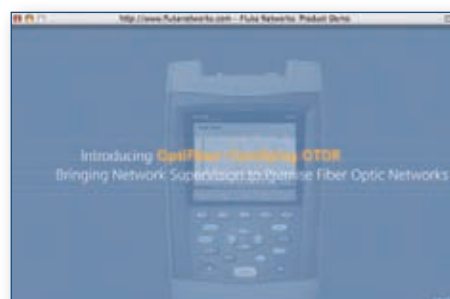 http://www.flukenetworks.com - Fluke Networks: Product Demo
Introducing OptiFiber Certifying OTDR
Bringing Network Supervision to Premise Fiber Optic Networks